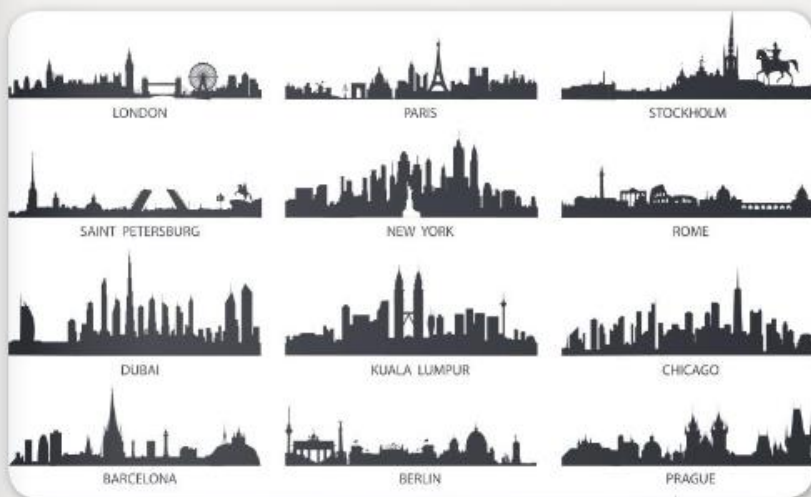 LONDON
PARIS
STOCKHOLM
SAINT PETERSBURG
NEW YORK
ROME
DUBAI
KUALA LUMPUR
CHICAGO
BARCELONA
BERLIN
PRAGUE